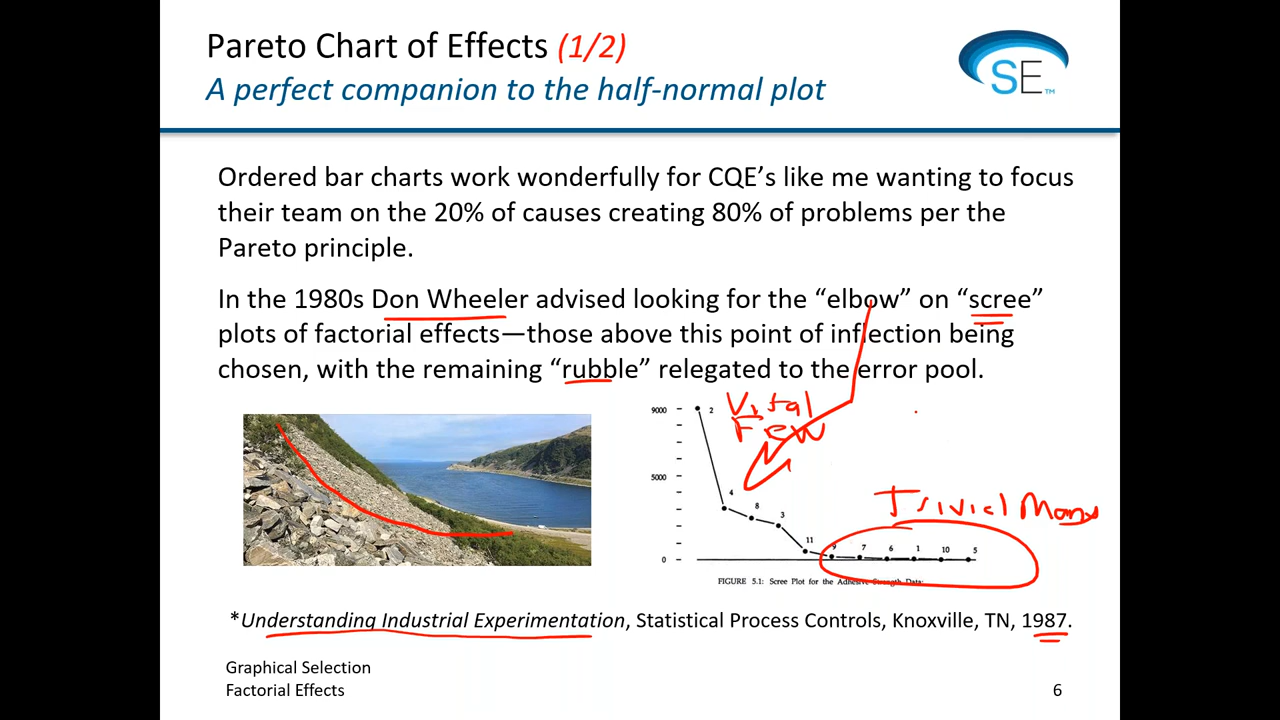 Pareto Chart of Effects (1/2)
A perfect companion to the half-normal plot
SE™
Ordered bar charts work wonderfully for CQE’s like me wanting to focus
their team on the 20% of causes creating 80% of problems per the
Pareto principle.
In the 1980s Don Wheeler advised looking for the “elbow” on “scree”
plots of factorial effects—those above this point of inflection being
chosen, with the remaining “rubble” relegated to the error pool.
Vital
Few
9000
2
5000
4
8
3
Trivial Many
11
9
7
6
1
10
5
0
FIGURE 5.1: Scree Plot for the Adhesive Strength Data.
*Understanding Industrial Experimentation, Statistical Process Controls, Knoxville, TN, 1987.
Graphical Selection
Factorial Effects
6